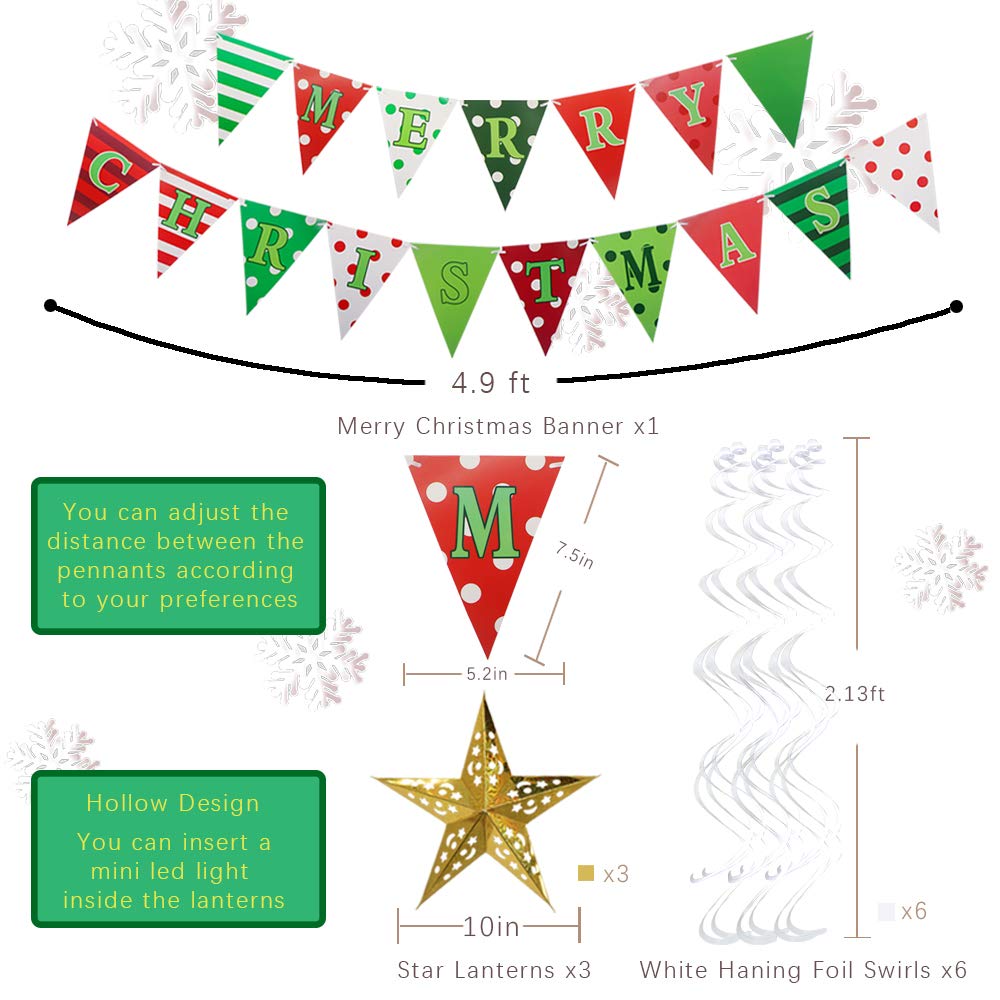 MERRY
CHRISTMAS
4.9 ft
Merry Christmas Banner x1
You can adjust the
distance between the
pennants according
to your preferences
M
7.5in
5.2in
2.13ft
Hollow Design
You can insert a
mini led light
inside the lanterns
x3
10in
x6
Star Lanterns x3
White Haning Foil Swirls x6